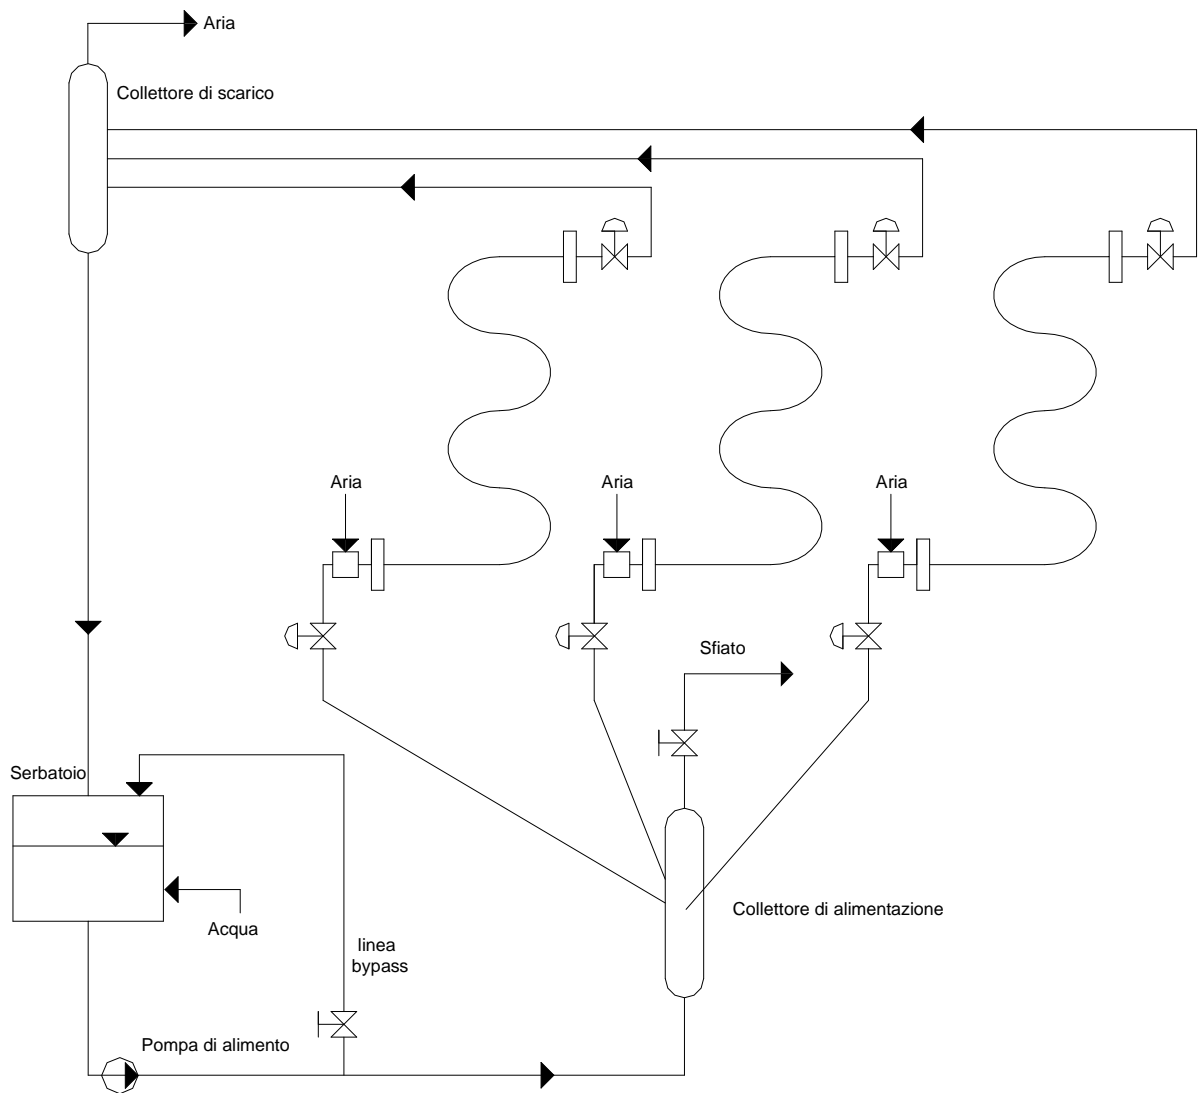 Aria
Collettore di scarico
Aria
Aria
Aria
Sfiato
Serbatoio
Collettore di alimentazione
Acqua
linea
bypass
Pompa di alimento